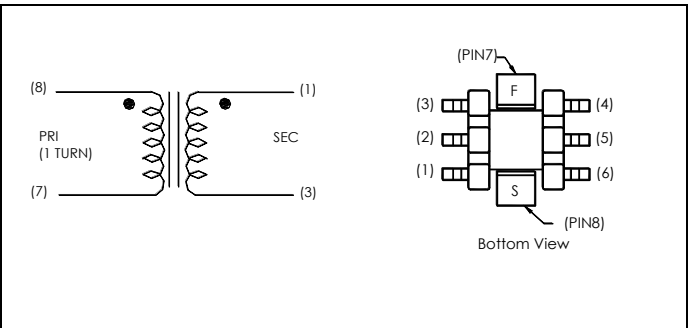 (8)
(1)
PRI
(1 TURN)
SEC
(7)
(3)
(PIN7)
F
(3)
(4)
(2)
(5)
(1)
(6)
S
(PIN8)
Bottom View